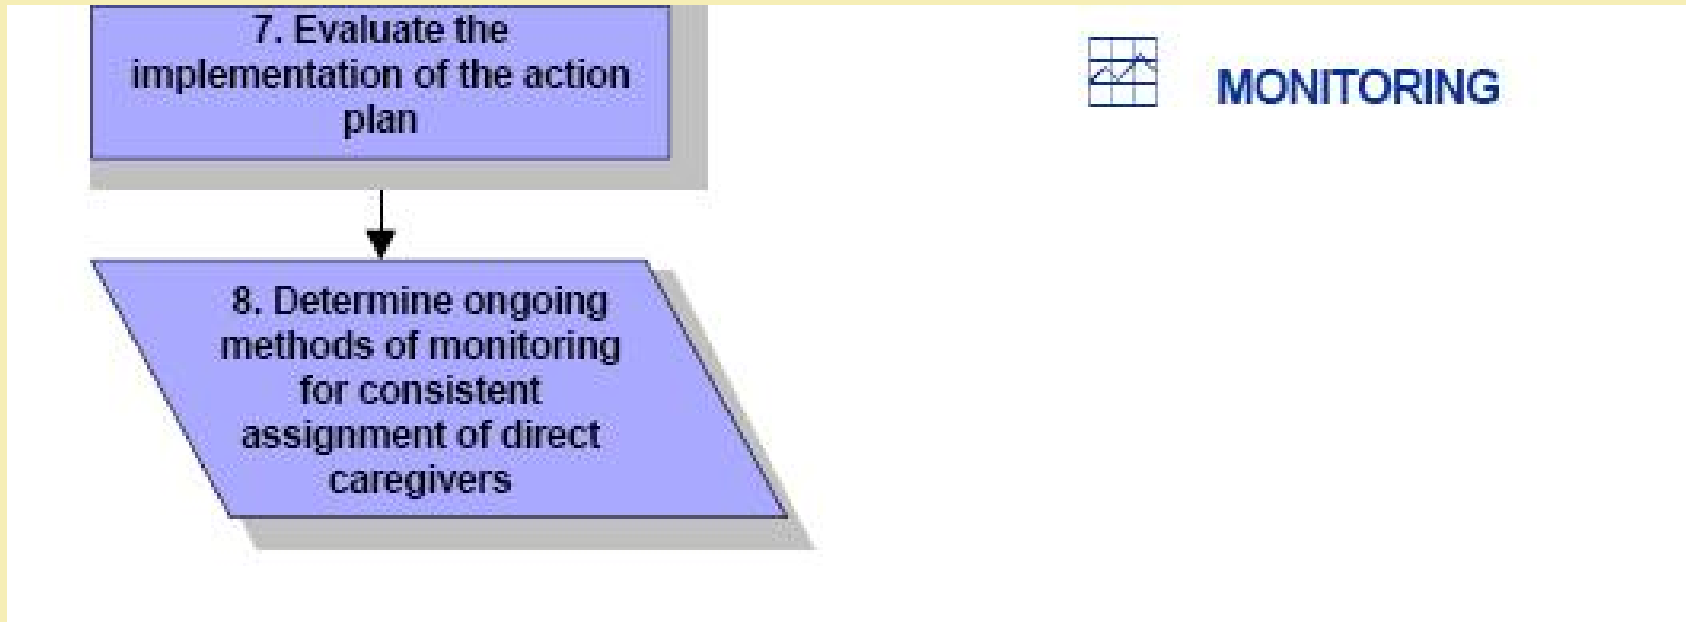 7. Evaluate the
implementation of the action
plan
MONITORING
8. Determine ongoing
methods of monitoring
for consistent
assignment of direct
caregivers